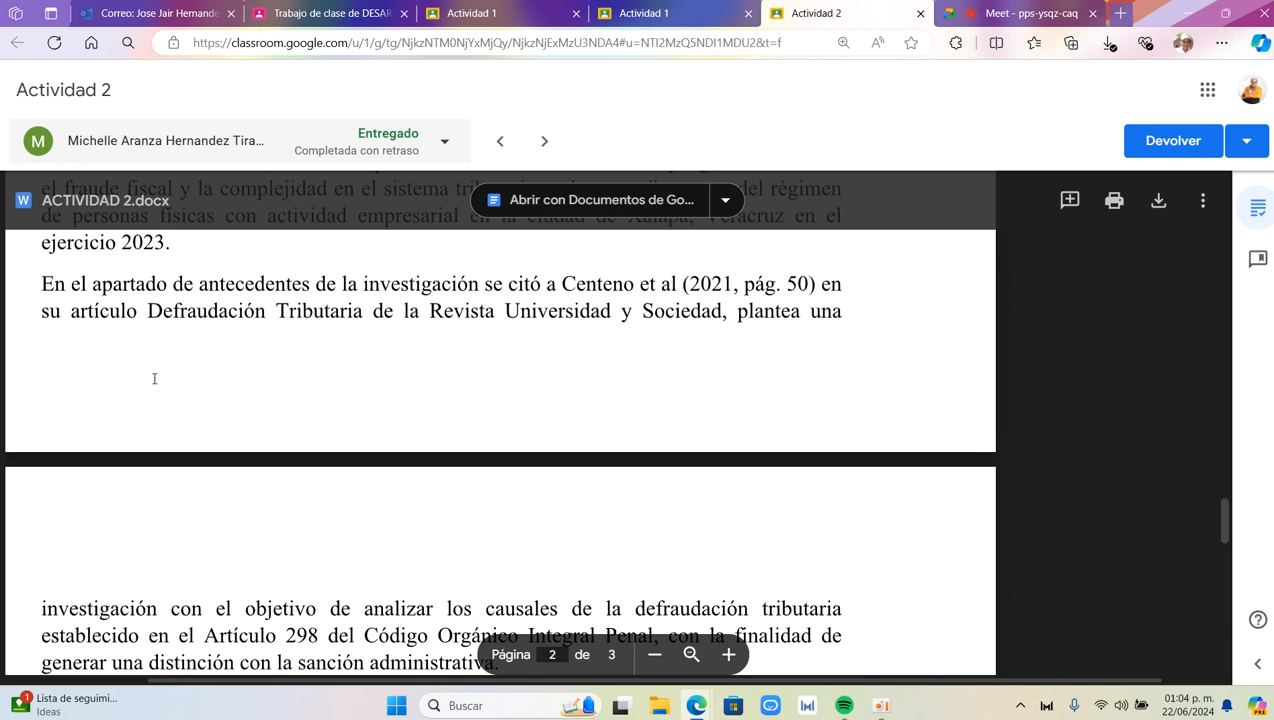 Correo: Jose Jair Hernande
Trabajo de clase de DESAR
Actividad 1
Actividad 1
Actividad 2
Meet - pps-ysqz-caq
https://classroom.google.com/u/1/g/tg/NjkzNTM0NjYxMjQy/NjkzNjExMzU3NDA4#u=NTI2MzQ5NDI1MDU2&t=f
Actividad 2
M
Michelle Aranza Hernandez Tira...
Entregado
Completada con retraso
Devolver
el fraude fiscal y la complejidad en el sistema del régimen
ACTIVIDAD 2.docx
Abrir con Documentos de Go...
de personas físicas con actividad empresarial en la ciudad de Xalapa, Veracruz en el
ejercicio 2023.
En el apartado de antecedentes de la investigación se citó a Centeno et al (2021, pág. 50) en
su artículo Defraudación Tributaria de la Revista Universidad y Sociedad, plantea una
investigación con el objetivo de analizar los causales de la defraudación tributaria
establecido en el Artículo 298 del Código Orgánico Integral Penal, con la finalidad de
generar una distinción con la sanción administrativa.
Página 2 de 3
1
Lista de seguimi...
Ideas
Buscar
01:04 p. m.
22/06/2024